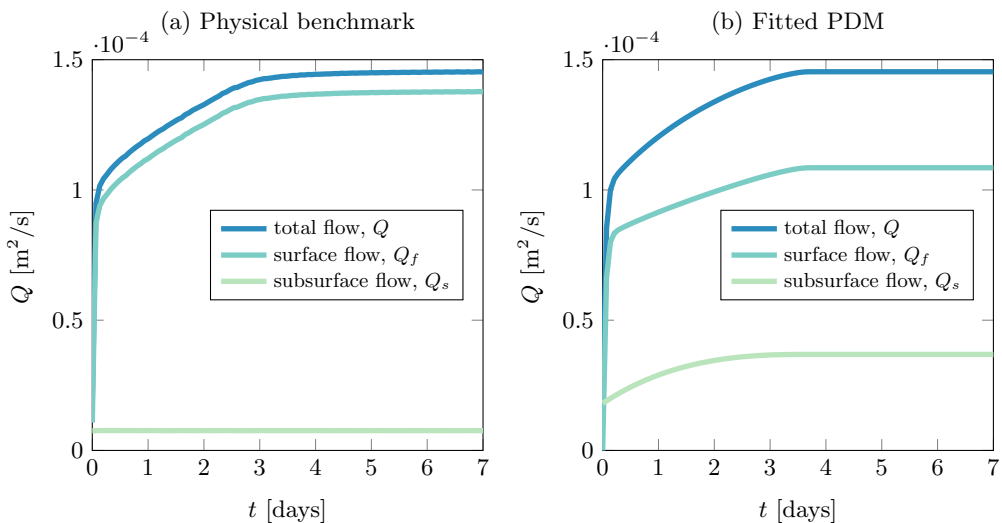 (a) Physical benchmark
·10⁻⁴
1.5
1
0.5
0
0 1 2 3 4 5 6 7
Q [m²/s]
t [days]
total flow, Q
surface flow, Q_f
subsurface flow, Q_s
(b) Fitted PDM
·10⁻⁴
1.5
1
0.5
0
0 1 2 3 4 5 6 7
Q [m²/s]
t [days]
total flow, Q
surface flow, Q_f
subsurface flow, Q_s